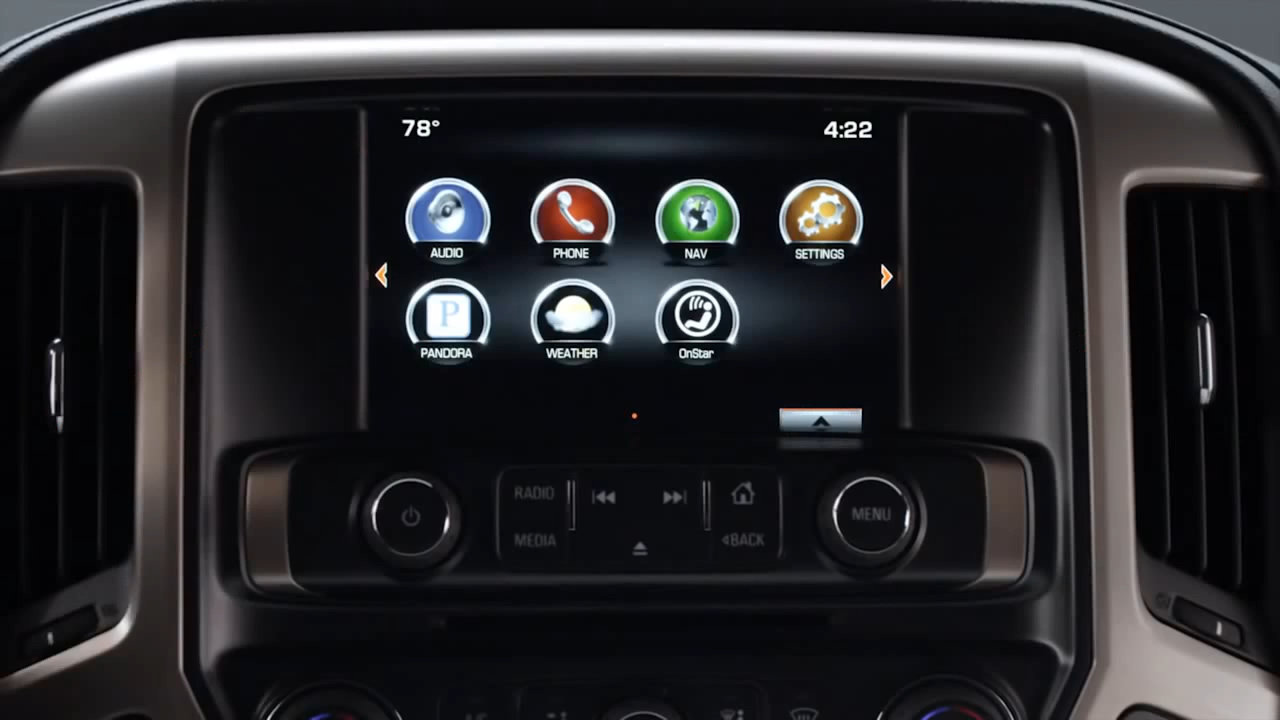 78° 4:22
AUDIO PHONE NAV SETTINGS
P
PANDORA WEATHER OnStar
RADIO
MEDIA BACK
MENU